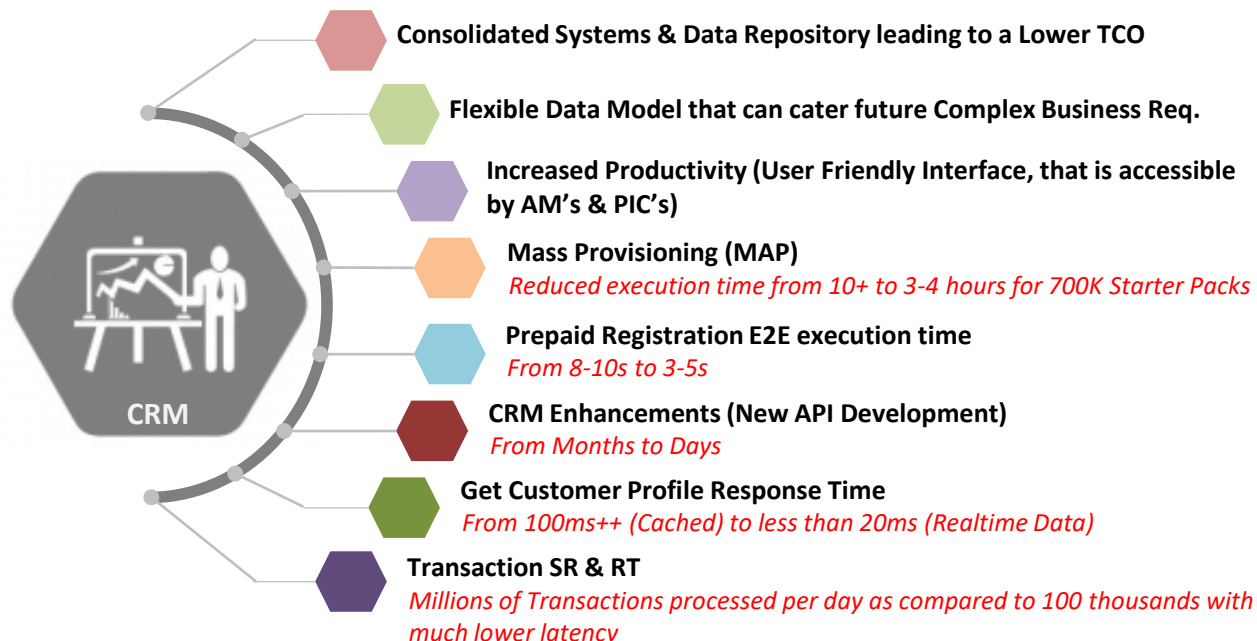 Consolidated Systems & Data Repository leading to a Lower TCO
Flexible Data Model that can cater future Complex Business Req.
Increased Productivity (User Friendly Interface, that is accessible
by AM's & PIC's)
Mass Provisioning (MAP)
Reduced execution time from 10+ to 3-4 hours for 700K Starter Packs
Prepaid Registration E2E execution time
From 8-10s to 3-5s
CRM
CRM Enhancements (New API Development)
From Months to Days
Get Customer Profile Response Time
From 100ms++ (Cached) to less than 20ms (Realtime Data)
Transaction SR & RT
Millions of Transactions processed per day as compared to 100 thousands with
much lower latency